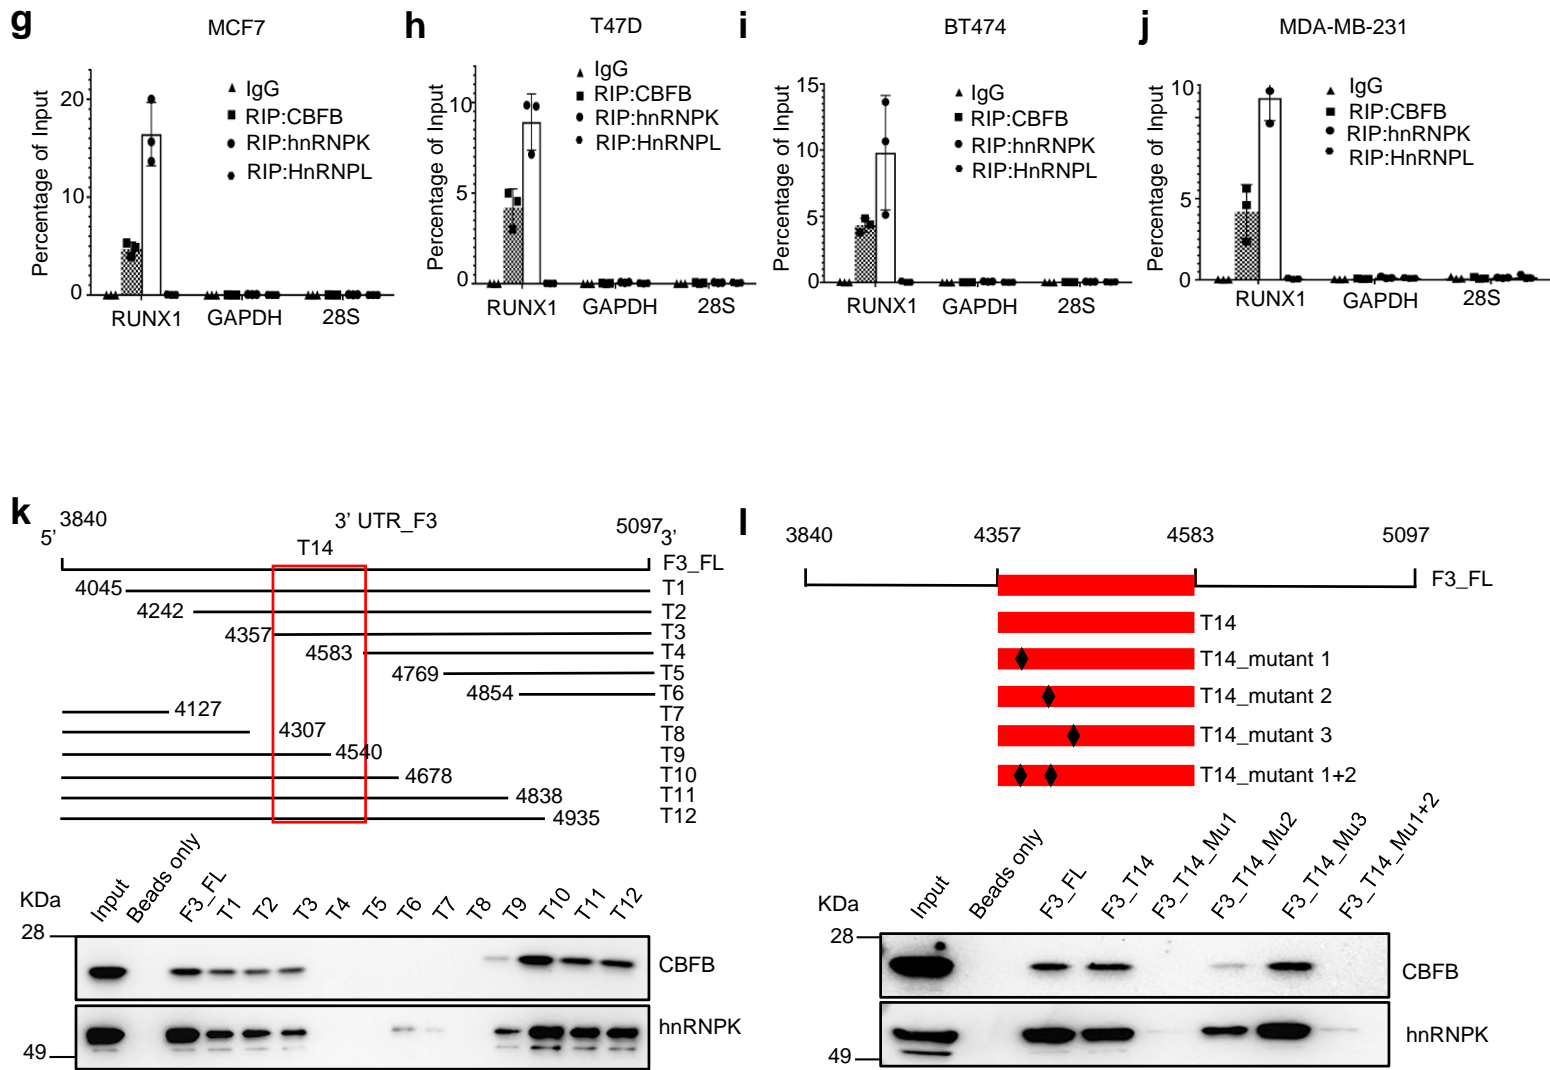 g
MCF7
Percentage of Input
20
10
0
IgG
RIP:CBFB
RIP:hnRNPK
RIP:HnRNPL
RUNX1
GAPDH
28S
h
T47D
Percentage of Input
10
5
0
IgG
RIP:CBFB
RIP:hnRNPK
RIP:HnRNPL
RUNX1
GAPDH
28S
i
BT474
Percentage of Input
15
10
5
0
IgG
RIP:CBFB
RIP:hnRNPK
RIP:HnRNPL
RUNX1
GAPDH
28S
j
MDA-MB-231
Percentage of Input
10
5
0
IgG
RIP:CBFB
RIP:hnRNPK
RIP:HnRNPL
RUNX1
GAPDH
28S
k
5’ 3840 3’ UTR_F3 5097 3’
T14
F3_FL
4045 T1
4242 T2
4357 T3
4583 T4
4769 T5
4854 T6
4127 T7
4307 T8
4540 T9
4678 T10
4838 T11
4935 T12
KDa Input Beads only F3_FL T1 T2 T3 T4 T5 T6 T7 T8 T9 T10 T11 T12
28
CBFB
hnRNPK
49
l
3840 4357 4583 5097
F3_FL
T14
T14_mutant 1
T14_mutant 2
T14_mutant 3
T14_mutant 1+2
KDa Input Beads only F3_FL F3_T14 F3_T14_Mu1 F3_T14_Mu2 F3_T14_Mu3 F3_T14_Mu1+2
28
CBFB
hnRNPK
49